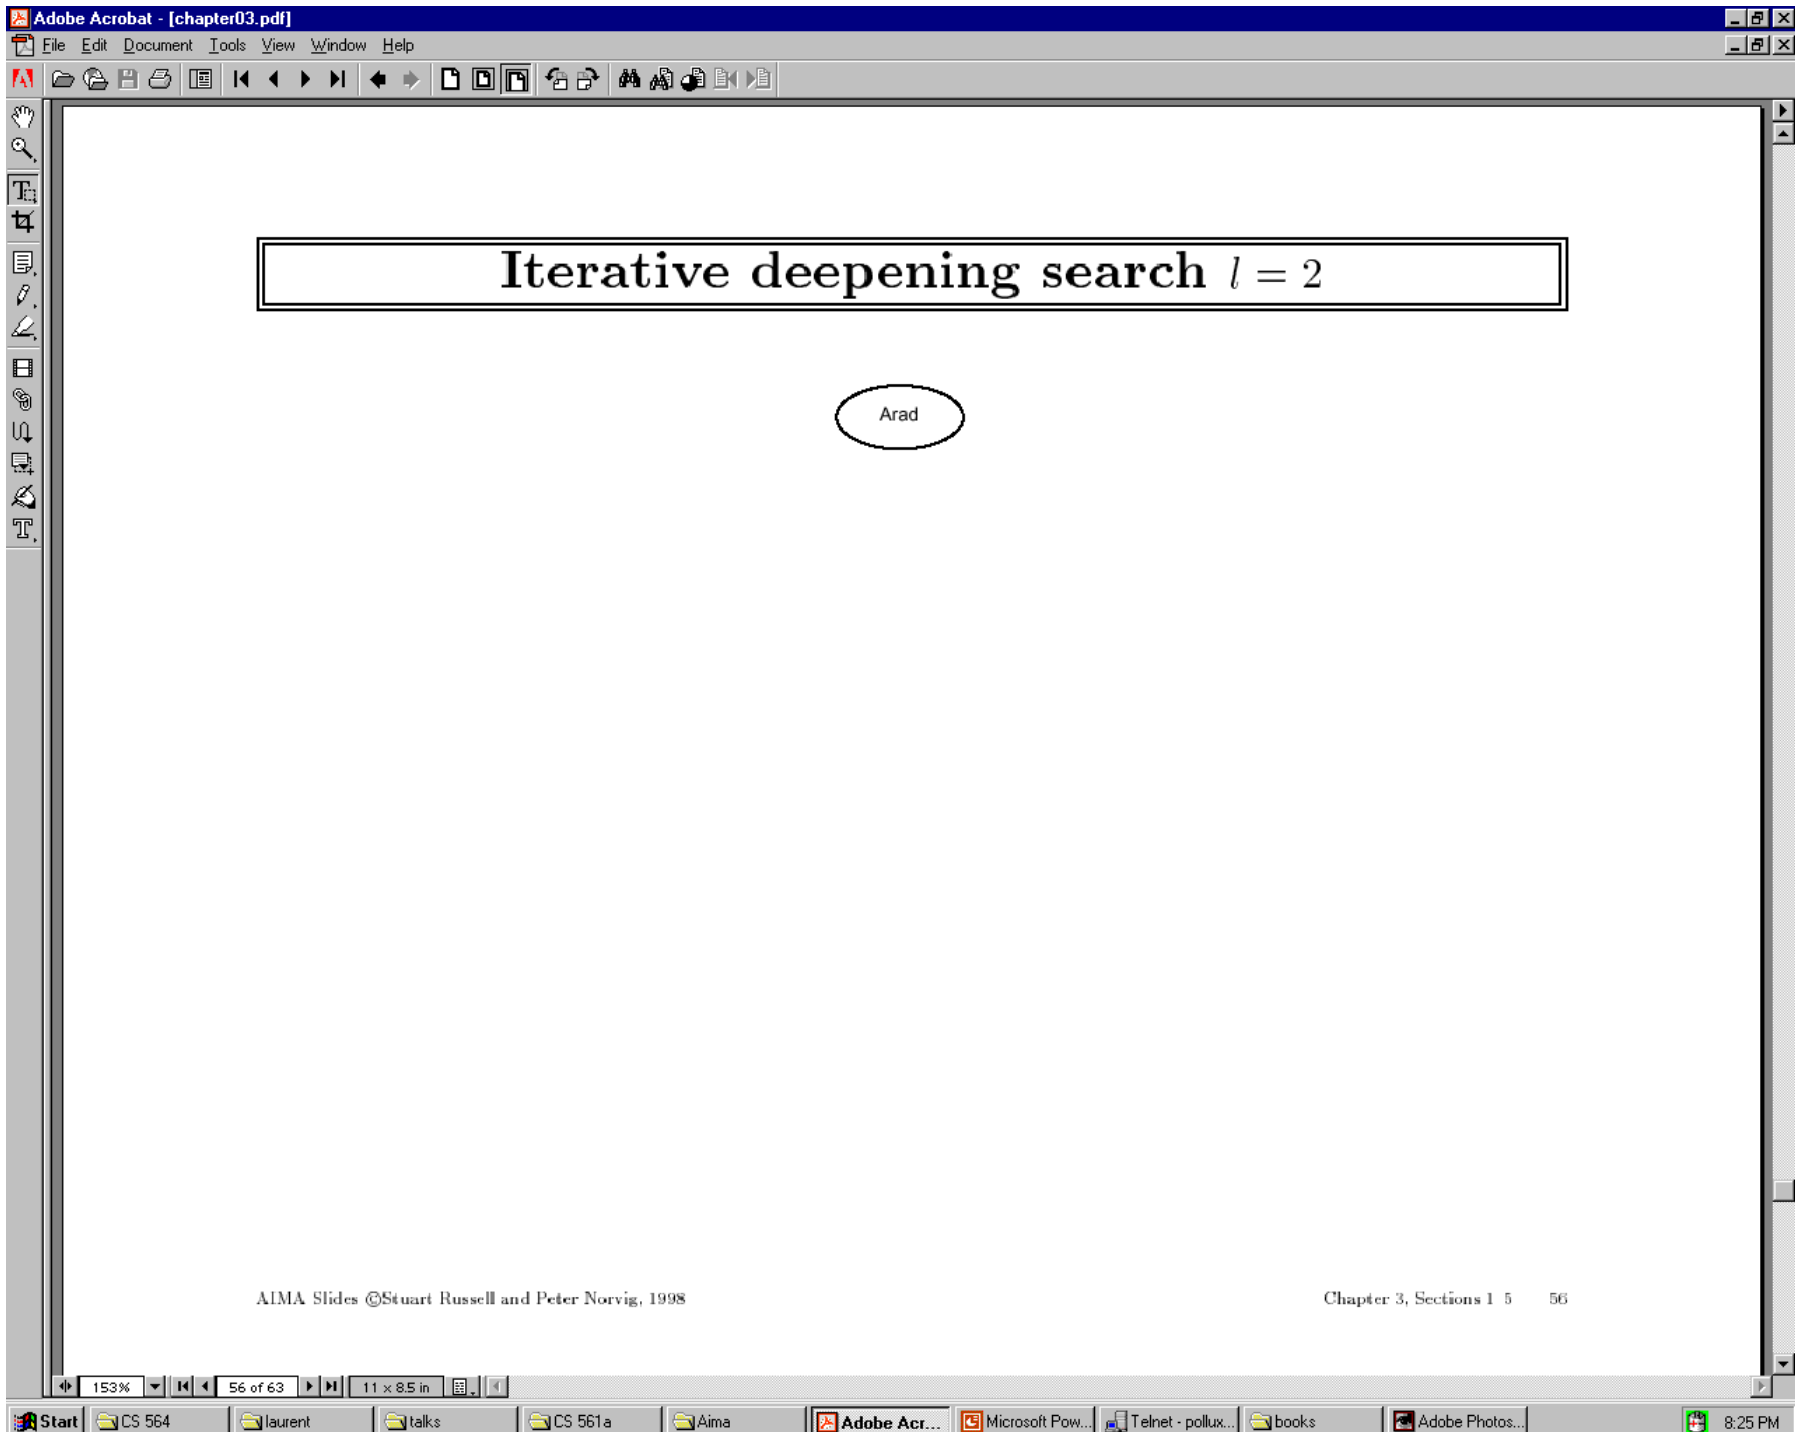 Adobe Acrobat - [chapter03.pdf]
File Edit Document Tools View Window Help
Iterative deepening search l = 2
Arad
AIMA Slides ©Stuart Russell and Peter Norvig, 1998
Chapter 3, Sections 1 5 56
153% 56 of 63 11 x 8.5 in
Start CS 564 laurent talks CS 561a Aima Adobe Acr... Microsoft Pow... Telnet - pollux... books Adobe Photos... 8:25 PM